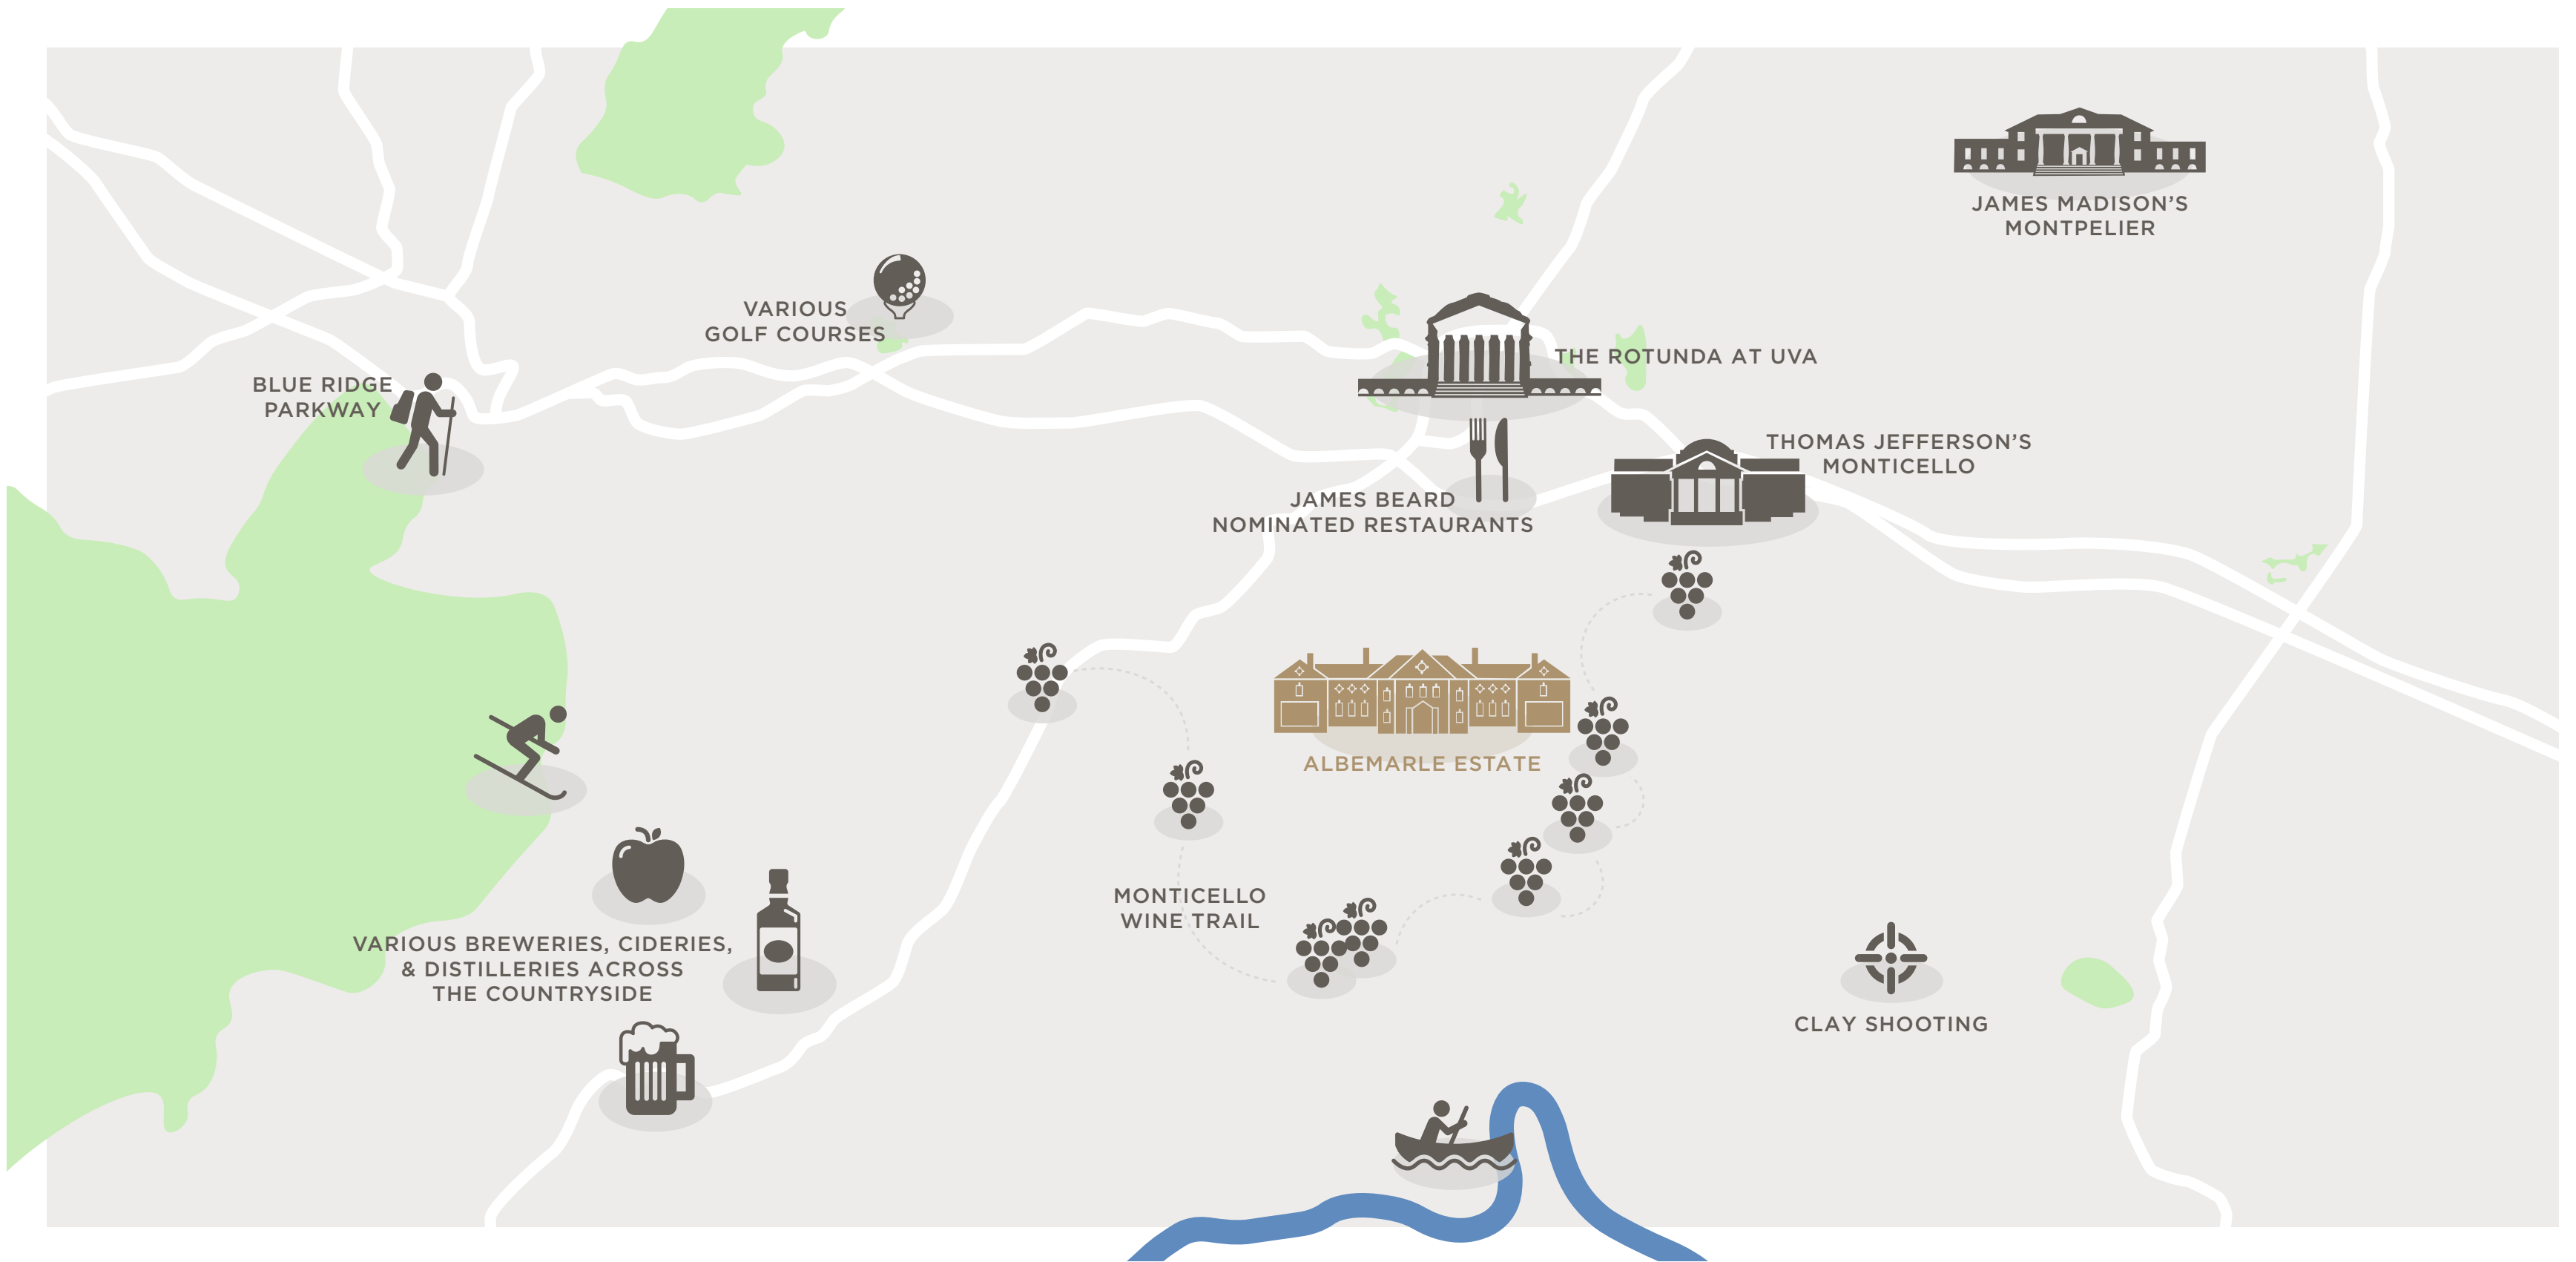 JAMES MADISON’S
MONTPELIER
VARIOUS
GOLF COURSES
THE ROTUNDA AT UVA
BLUE RIDGE
PARKWAY
THOMAS JEFFERSON’S
MONTICELLO
JAMES BEARD
NOMINATED RESTAURANTS
ALBEMARLE ESTATE
MONTICELLO
WINE TRAIL
VARIOUS BREWERIES, CIDERIES,
& DISTILLERIES ACROSS
THE COUNTRYSIDE
CLAY SHOOTING